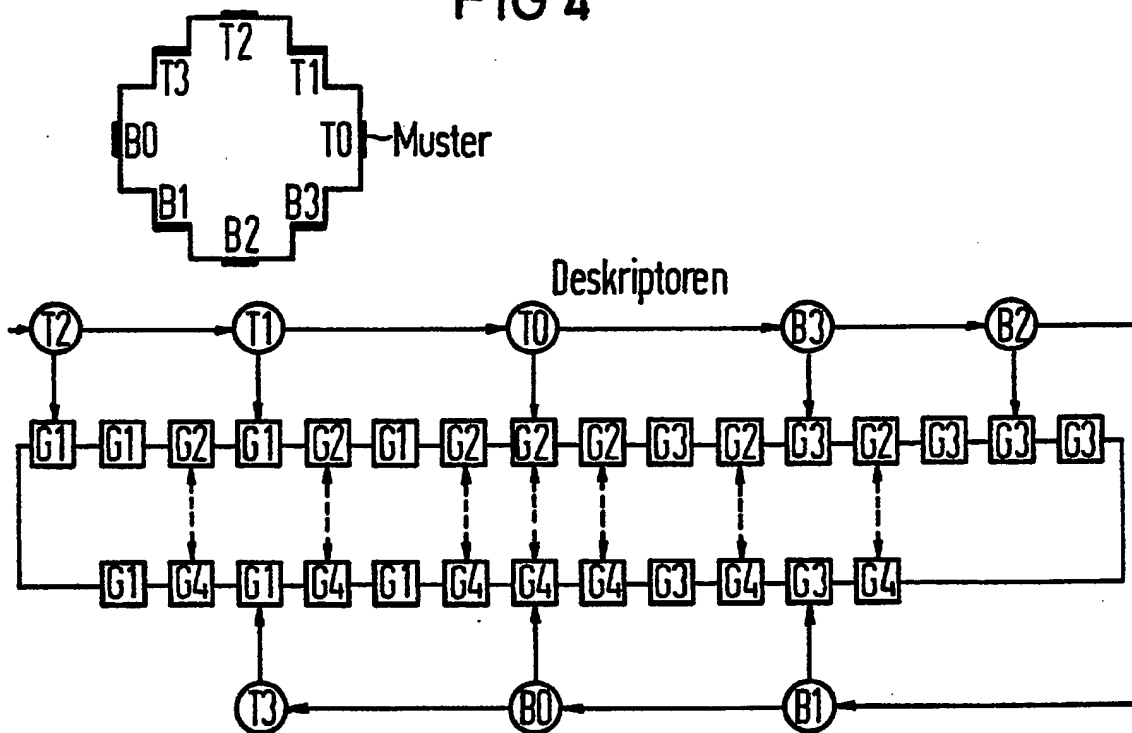 FIG 4
T2
T3 T1
B0 T0 Muster
B1 B3
B2
Deskriptoren
T2 T1 T0 B3 B2
G1 G1 G2 G1 G2 G1 G2 G2 G2 G3 G2 G3 G2 G3 G3 G3
G1 G4 G1 G4 G1 G4 G4 G4 G3 G4 G3 G4
T3 B0 B1